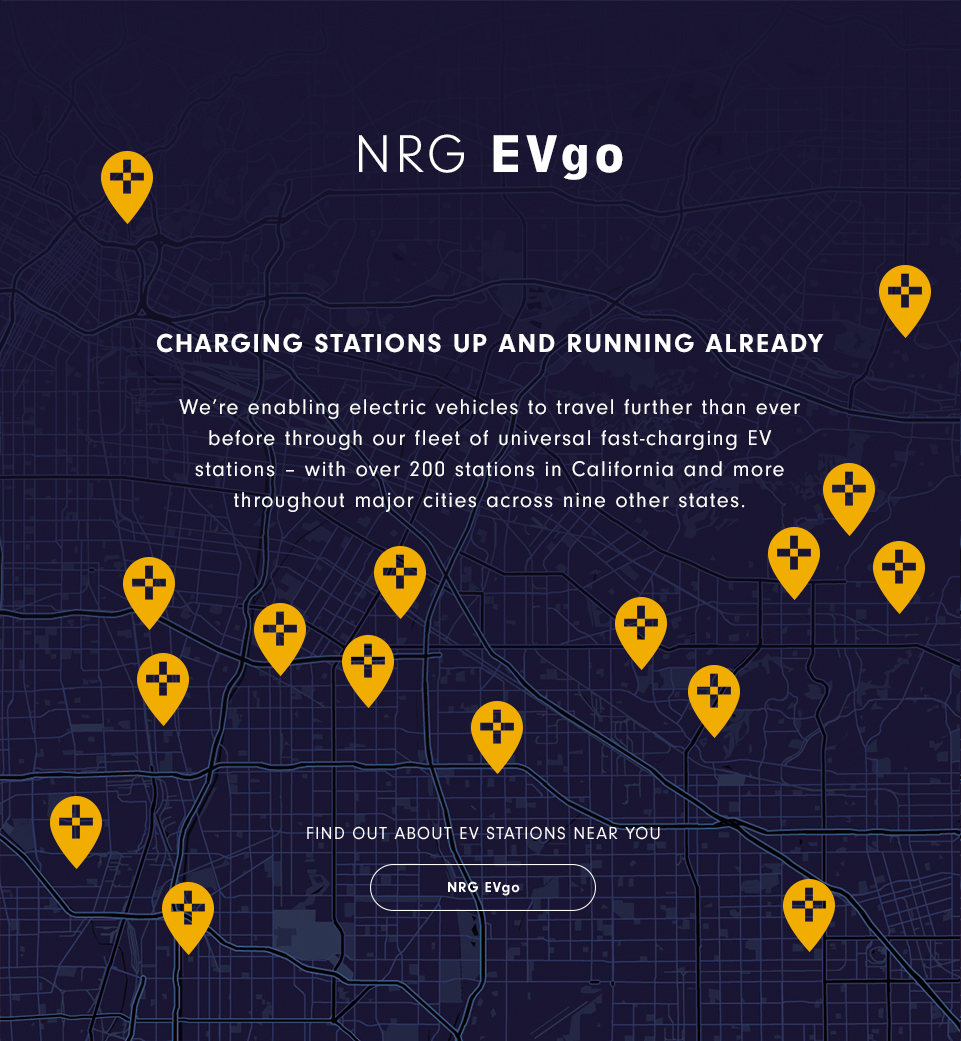 NRG EVgo
CHARGING STATIONS UP AND RUNNING ALREADY
We’re enabling electric vehicles to travel further than ever
before through our fleet of universal fast-charging EV
stations – with over 200 stations in California and more
throughout major cities across nine other states.
FIND OUT ABOUT EV STATIONS NEAR YOU
NRG EVgo